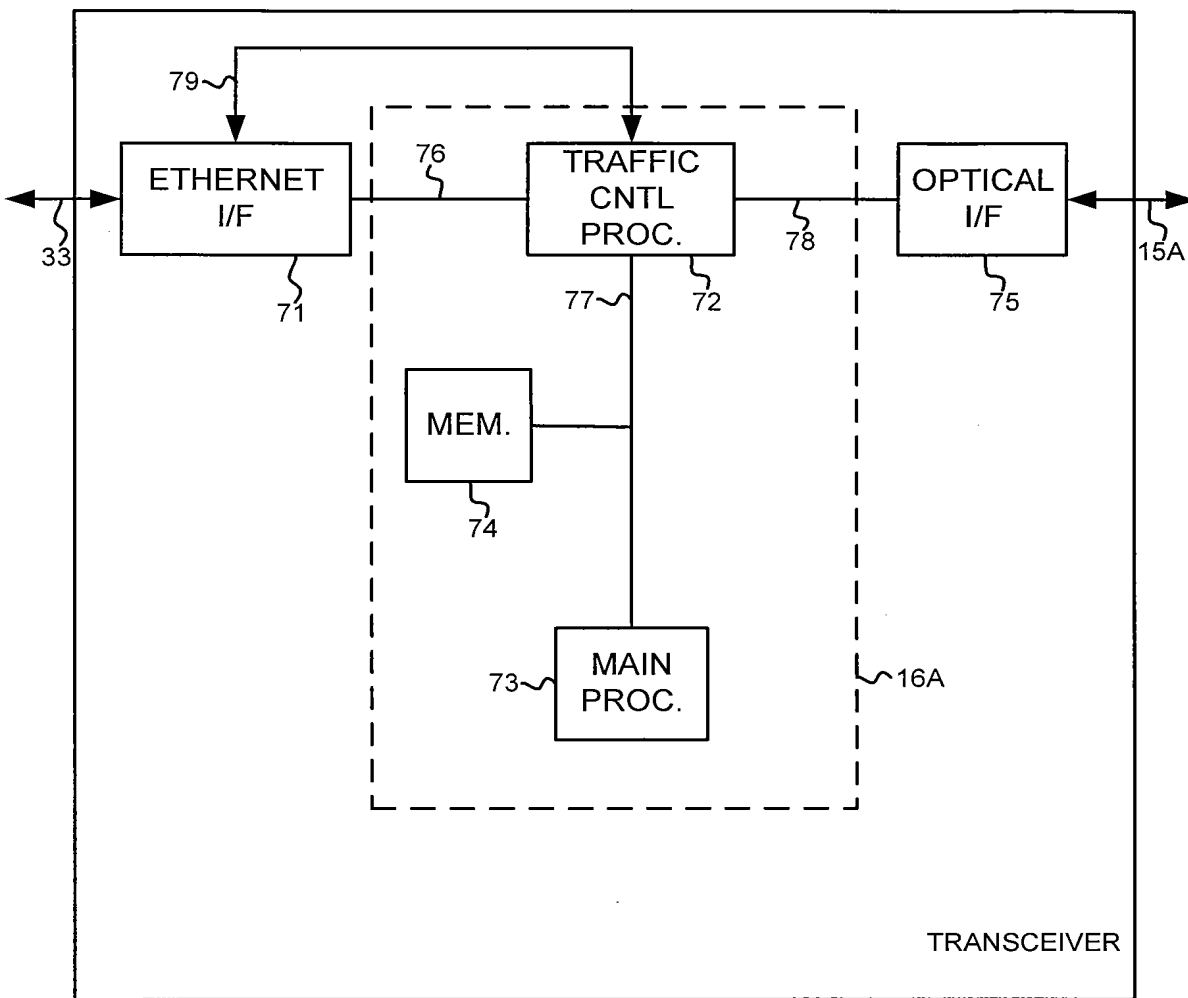 79
76
ETHERNET
I/F
TRAFFIC
CNTL
PROC.
OPTICAL
I/F
33
78
15A
71
77
72
75
MEM.
74
MAIN
PROC.
73
16A
TRANSCEIVER